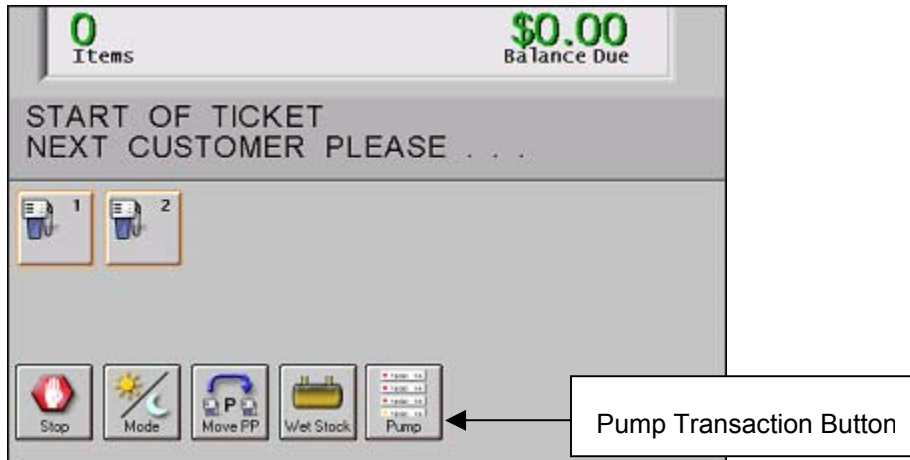 0 $0.00
Items Balance Due
START OF TICKET
NEXT CUSTOMER PLEASE . . .
1 2
Stop Mode P Move PP Wet Stock Pump
Pump Transaction Button